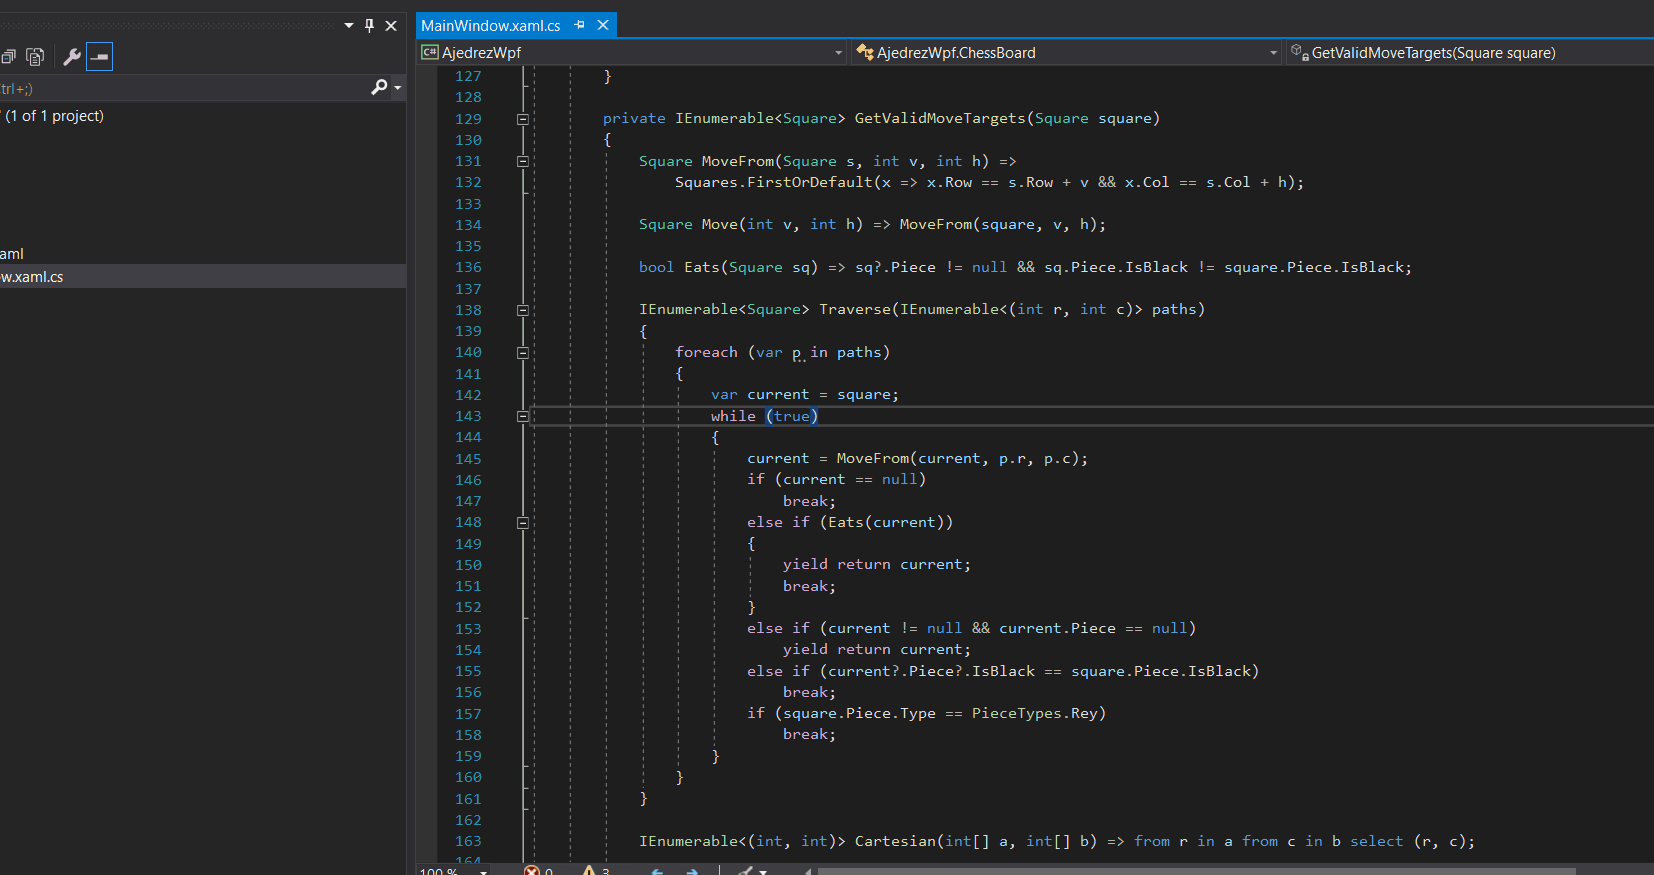 MainWindow.xaml.cs
C# AjedrezWpf
AjedrezWpf.ChessBoard
GetValidMoveTargets(Square square)
trl+;)
(1 of 1 project)
aml
w.xaml.cs
127 }
128
129 private IEnumerable<Square> GetValidMoveTargets(Square square)
130 {
131 Square MoveFrom(Square s, int v, int h) =>
132 Squares.FirstOrDefault(x => x.Row == s.Row + v && x.Col == s.Col + h);
133
134 Square Move(int v, int h) => MoveFrom(square, v, h);
135
136 bool Eats(Square sq) => sq?.Piece != null && sq.Piece.IsBlack != square.Piece.IsBlack;
137
138 IEnumerable<Square> Traverse(IEnumerable<(int r, int c)> paths)
139 {
140 foreach (var p in paths)
141 {
142 var current = square;
143 while (true)
144 {
145 current = MoveFrom(current, p.r, p.c);
146 if (current == null)
147 break;
148 else if (Eats(current))
149 {
150 yield return current;
151 break;
152 }
153 else if (current != null && current.Piece == null)
154 yield return current;
155 else if (current?.Piece?.IsBlack == square.Piece.IsBlack)
156 break;
157 if (square.Piece.Type == PieceTypes.Rey)
158 break;
159 }
160 }
161 }
162
163 IEnumerable<(int, int)> Cartesian(int[] a, int[] b) => from r in a from c in b select (r, c);
164
100 % 0 3